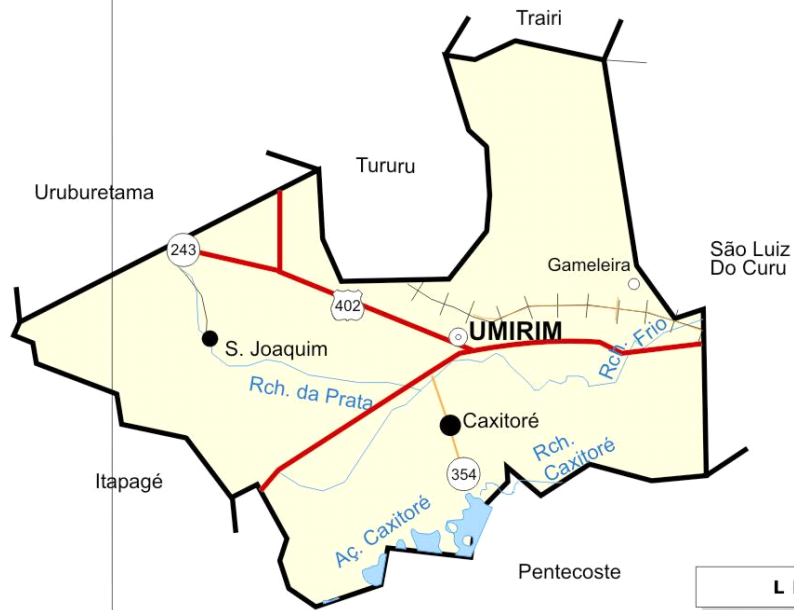 Trairi
Tururu
Uruburetama
243
São Luiz
Do Curu
Gameleira
402
UMIRIM
Rch. Frio
S. Joaquim
Rch. da Prata
Caxitoré
Rch.
Caxitoré
354
Itapagé
Aç. Caxitoré
Pentecoste
L